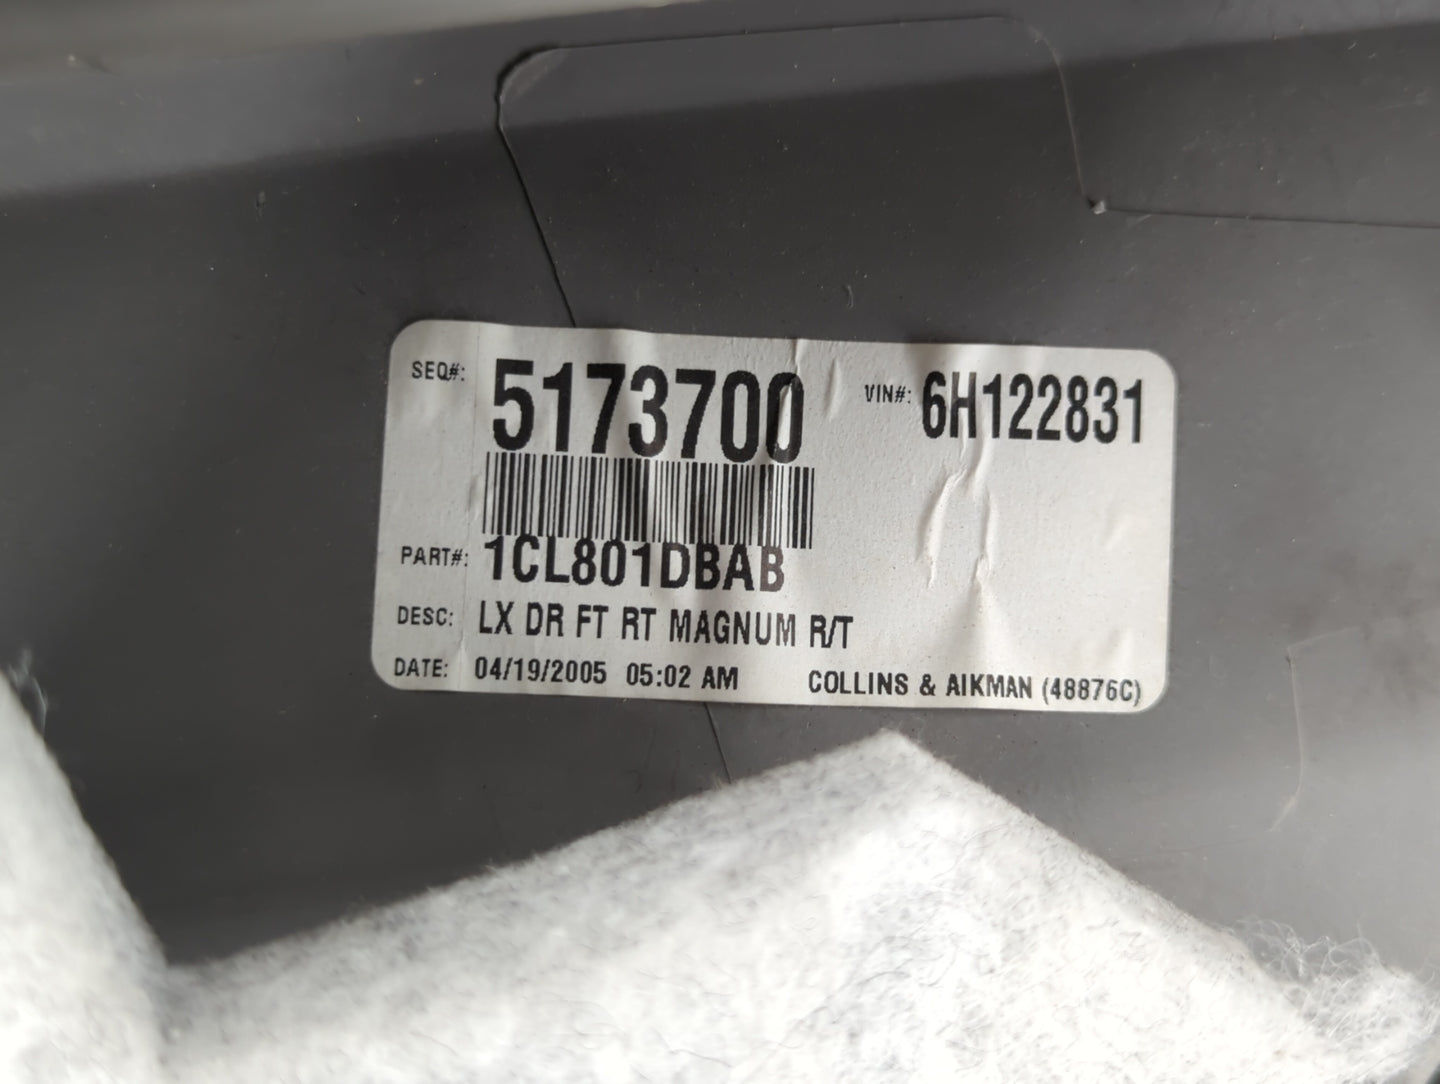 SEQ#: 5173700 VIN#: 6H122831
PART#: 1CL801DBAB
DESC: LX DR FT RT MAGNUM R/T
DATE: 04/19/2005 05:02 AM COLLINS & AIKMAN (48876C)